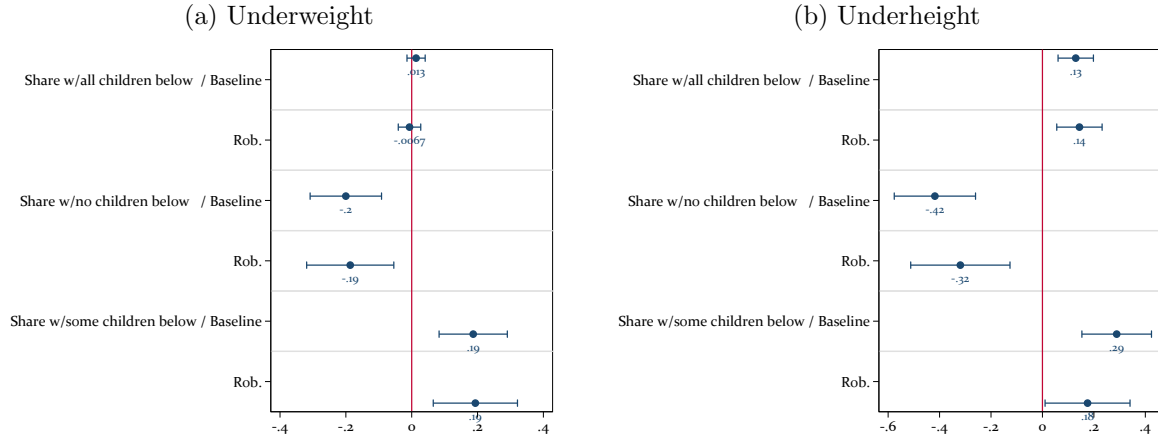 (a) Underweight
Share w/all children below / Baseline
.013
Rob.
-.0067
Share w/no children below / Baseline
-.2
Rob.
-.19
Share w/some children below / Baseline
.19
Rob.
.19
-.4 -.2 0 .2 .4
(b) Underheight
Share w/all children below / Baseline
.13
Rob.
.14
Share w/no children below / Baseline
-.42
Rob.
-.32
Share w/some children below / Baseline
.29
Rob.
.18
-.6 -.4 -.2 0 .2 .4